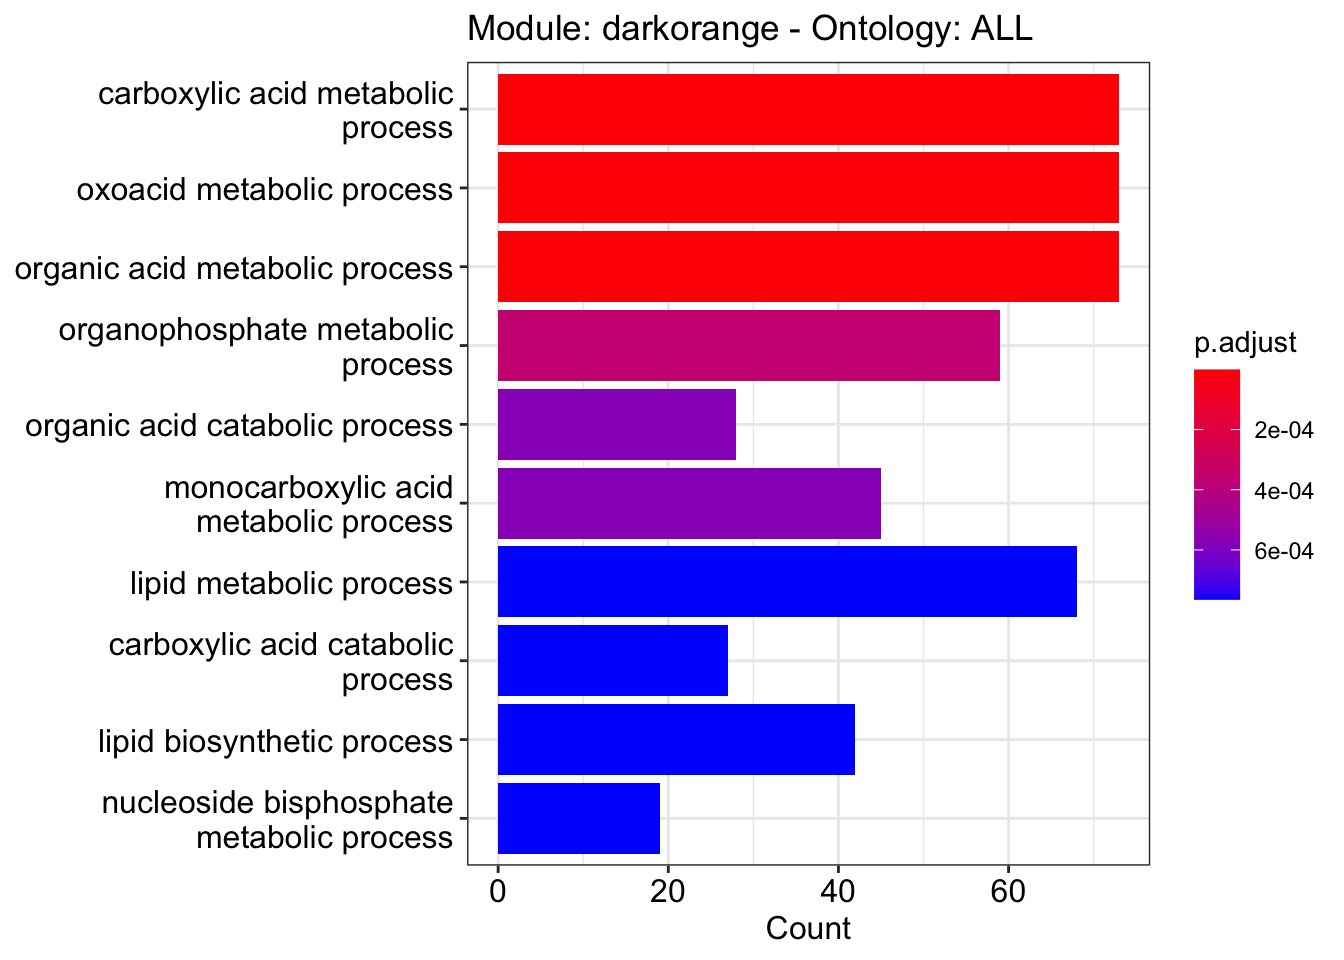 Module: darkorange - Ontology: ALL
carboxylic acid metabolic
process
oxoacid metabolic process
organic acid metabolic process
organophosphate metabolic
process
organic acid catabolic process
monocarboxylic acid
metabolic process
lipid metabolic process
carboxylic acid catabolic
process
lipid biosynthetic process
nucleoside bisphosphate
metabolic process
0 20 40 60
Count
p.adjust
2e-04
4e-04
6e-04